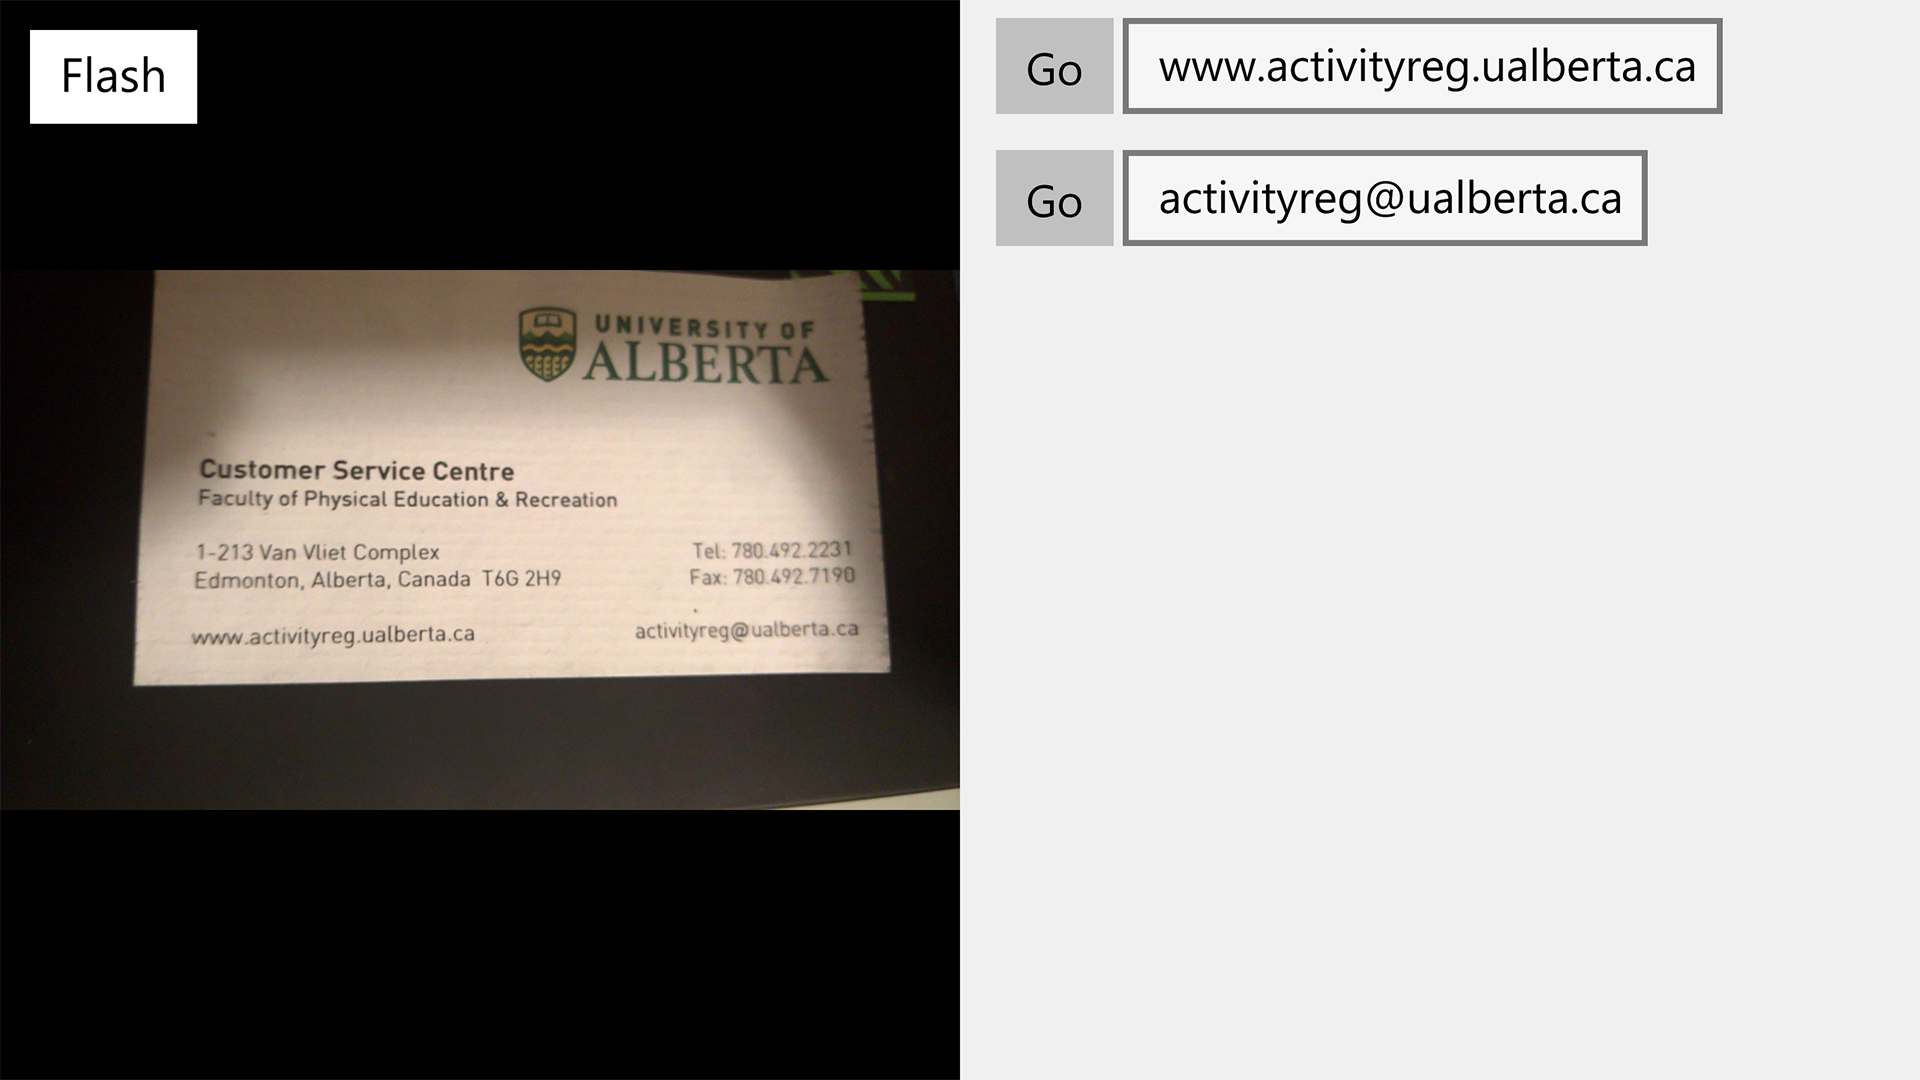 Flash
UNIVERSITY OF
ALBERTA
Customer Service Centre
Faculty of Physical Education & Recreation
1-213 Van Vliet Complex
Edmonton, Alberta, Canada T6G 2H9
Tel: 780.492.2231
Fax: 780.492.7190
www.activityreg.ualberta.ca
activityreg@ualberta.ca
Go www.activityreg.ualberta.ca
Go activityreg@ualberta.ca